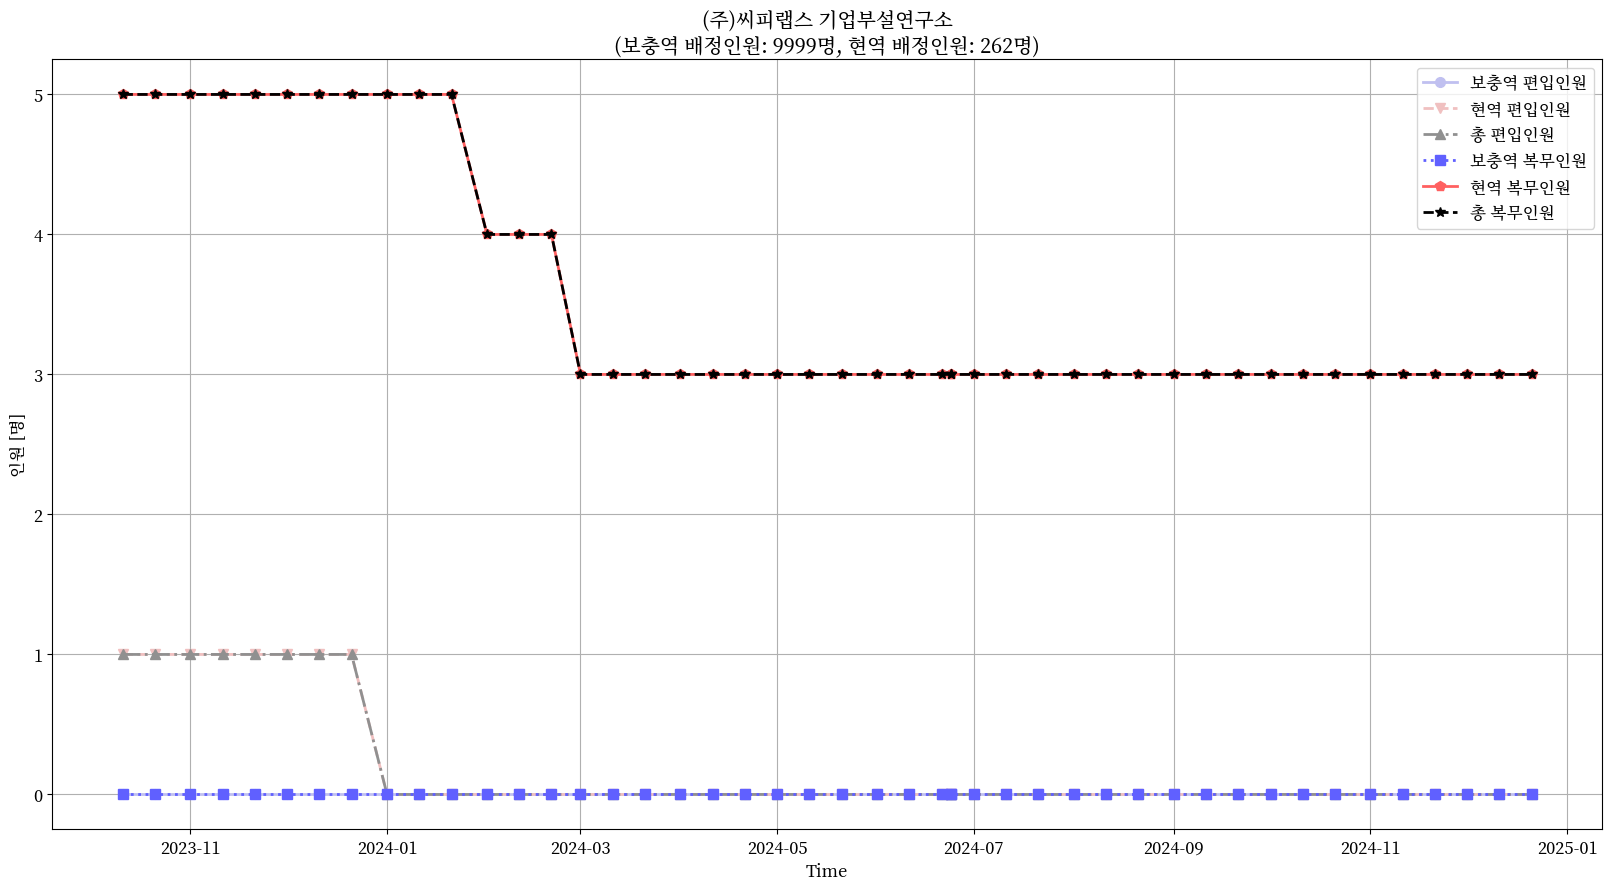 (주)씨피랩스 기업부설연구소
(보충역 배정인원: 9999명, 현역 배정인원: 262명)
보충역 편입인원
현역 편입인원
총 편입인원
보충역 복무인원
현역 복무인원
총 복무인원
5
4
3
2
1
0
인원 [명]
2023-11
2024-01
2024-03
2024-05
2024-07
2024-09
2024-11
2025-01
Time